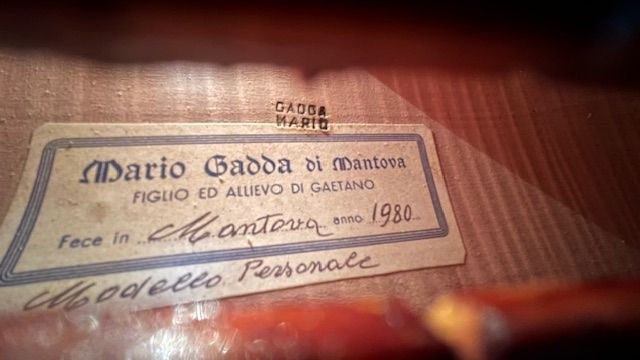 GADDA
MARIO
Mario Gadda di Mantova
FIGLIO ED ALLIEVO DI GAETANO
Fece in Mantova anno 1980
Modello Personale